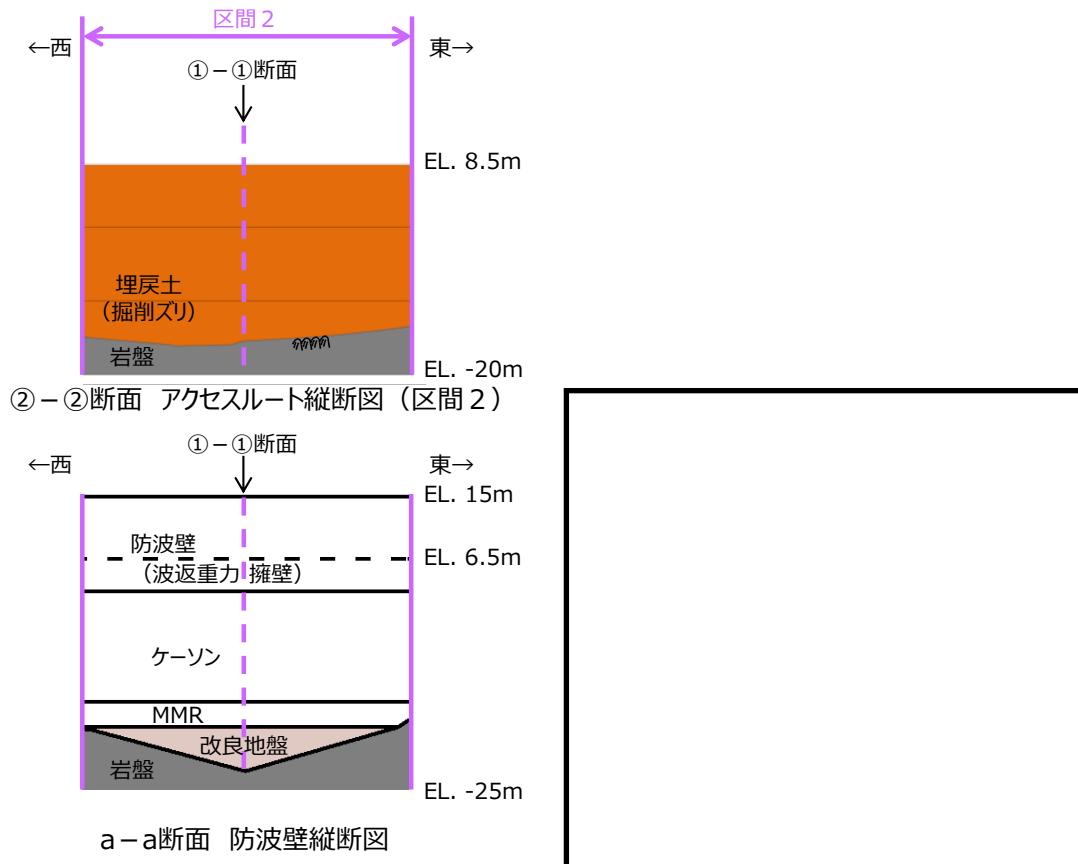 区間２
←西
東→
①－①断面
EL. 8.5m
埋戻土
（掘削ズリ）
岩盤
EL. -20m
②－②断面 アクセスルート縦断図（区間２）
①－①断面
←西
東→
EL. 15m
防波壁
EL. 6.5m
（波返重力 擁壁）
ケーソン
MMR
改良地盤
岩盤
EL. -25m
a－a断面 防波壁縦断図